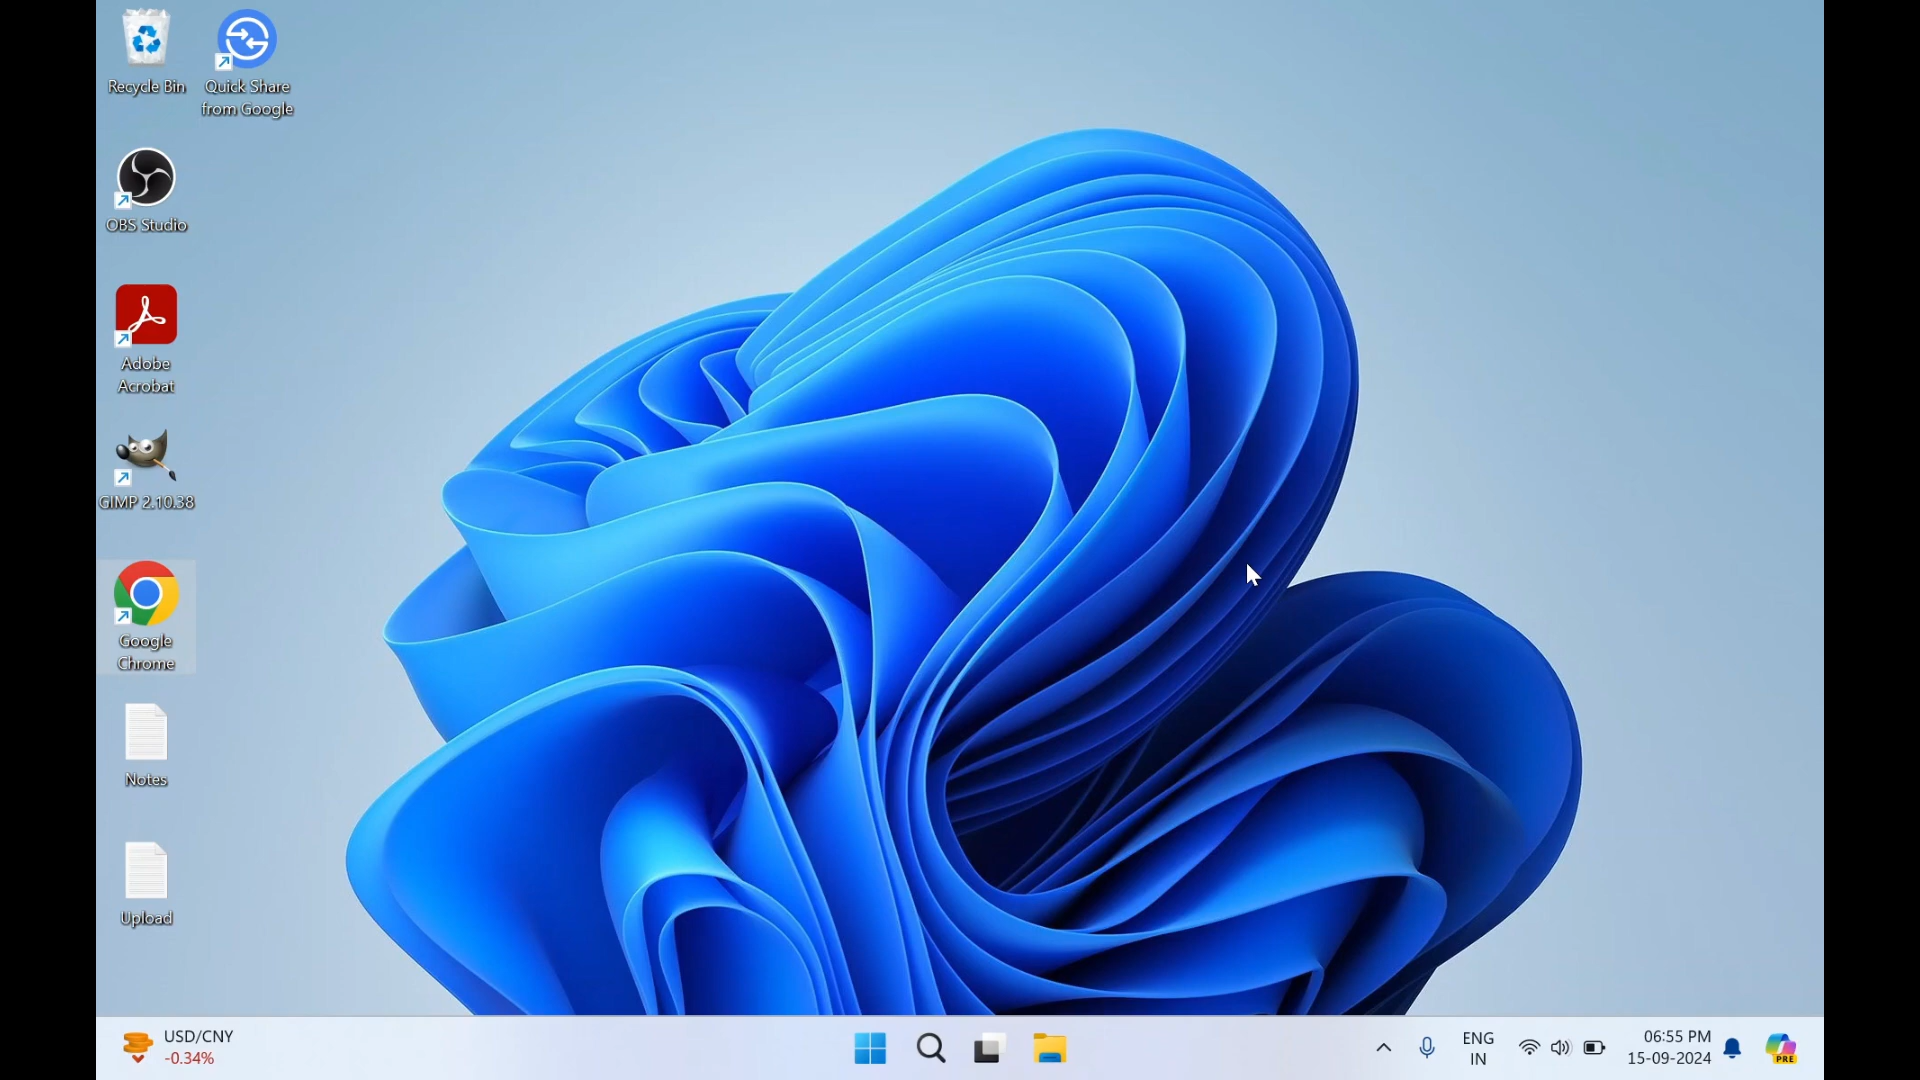 Recycle Bin
Quick Share
from Google
OBS Studio
Adobe
Acrobat
GIMP 2.10.38
Google
Chrome
Notes
Upload
USD/CNY
-0.34%
ENG
IN
06:55 PM
15-09-2024
PRE